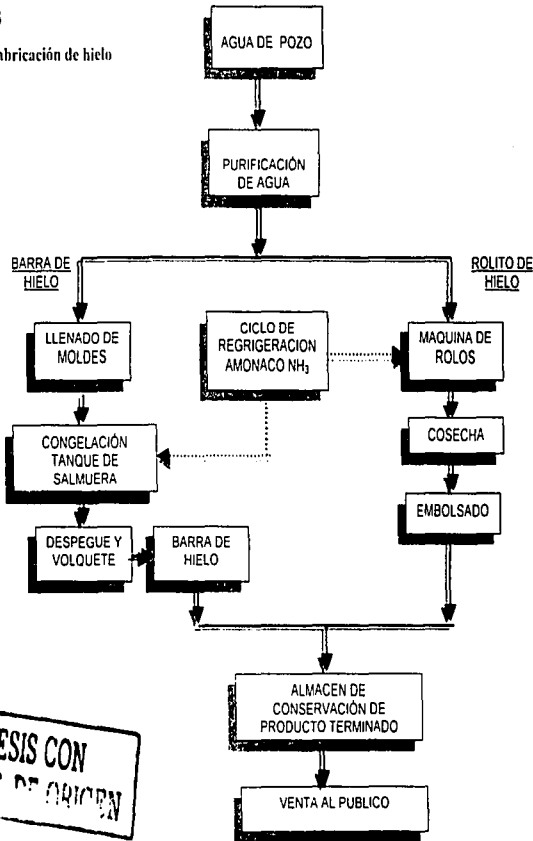 abricación de hielo
AGUA DE POZO
PURIFICACIÓN
DE AGUA
BARRA DE
HIELO
ROLITO DE
HIELO
LLENADO DE
MOLDES
CICLO DE
REGRIGERACION
AMONACO NH₃
MAQUINA DE
ROLOS
CONGELACIÓN
TANQUE DE
SALMUERA
COSECHA
DESPEGUE Y
VOLQUETE
BARRA DE
HIELO
EMBOLSADO
ALMACEN DE
CONSERVACIÓN DE
PRODUCTO TERMINADO
VENTA AL PUBLICO
ESIS CON
DE ORIGEN